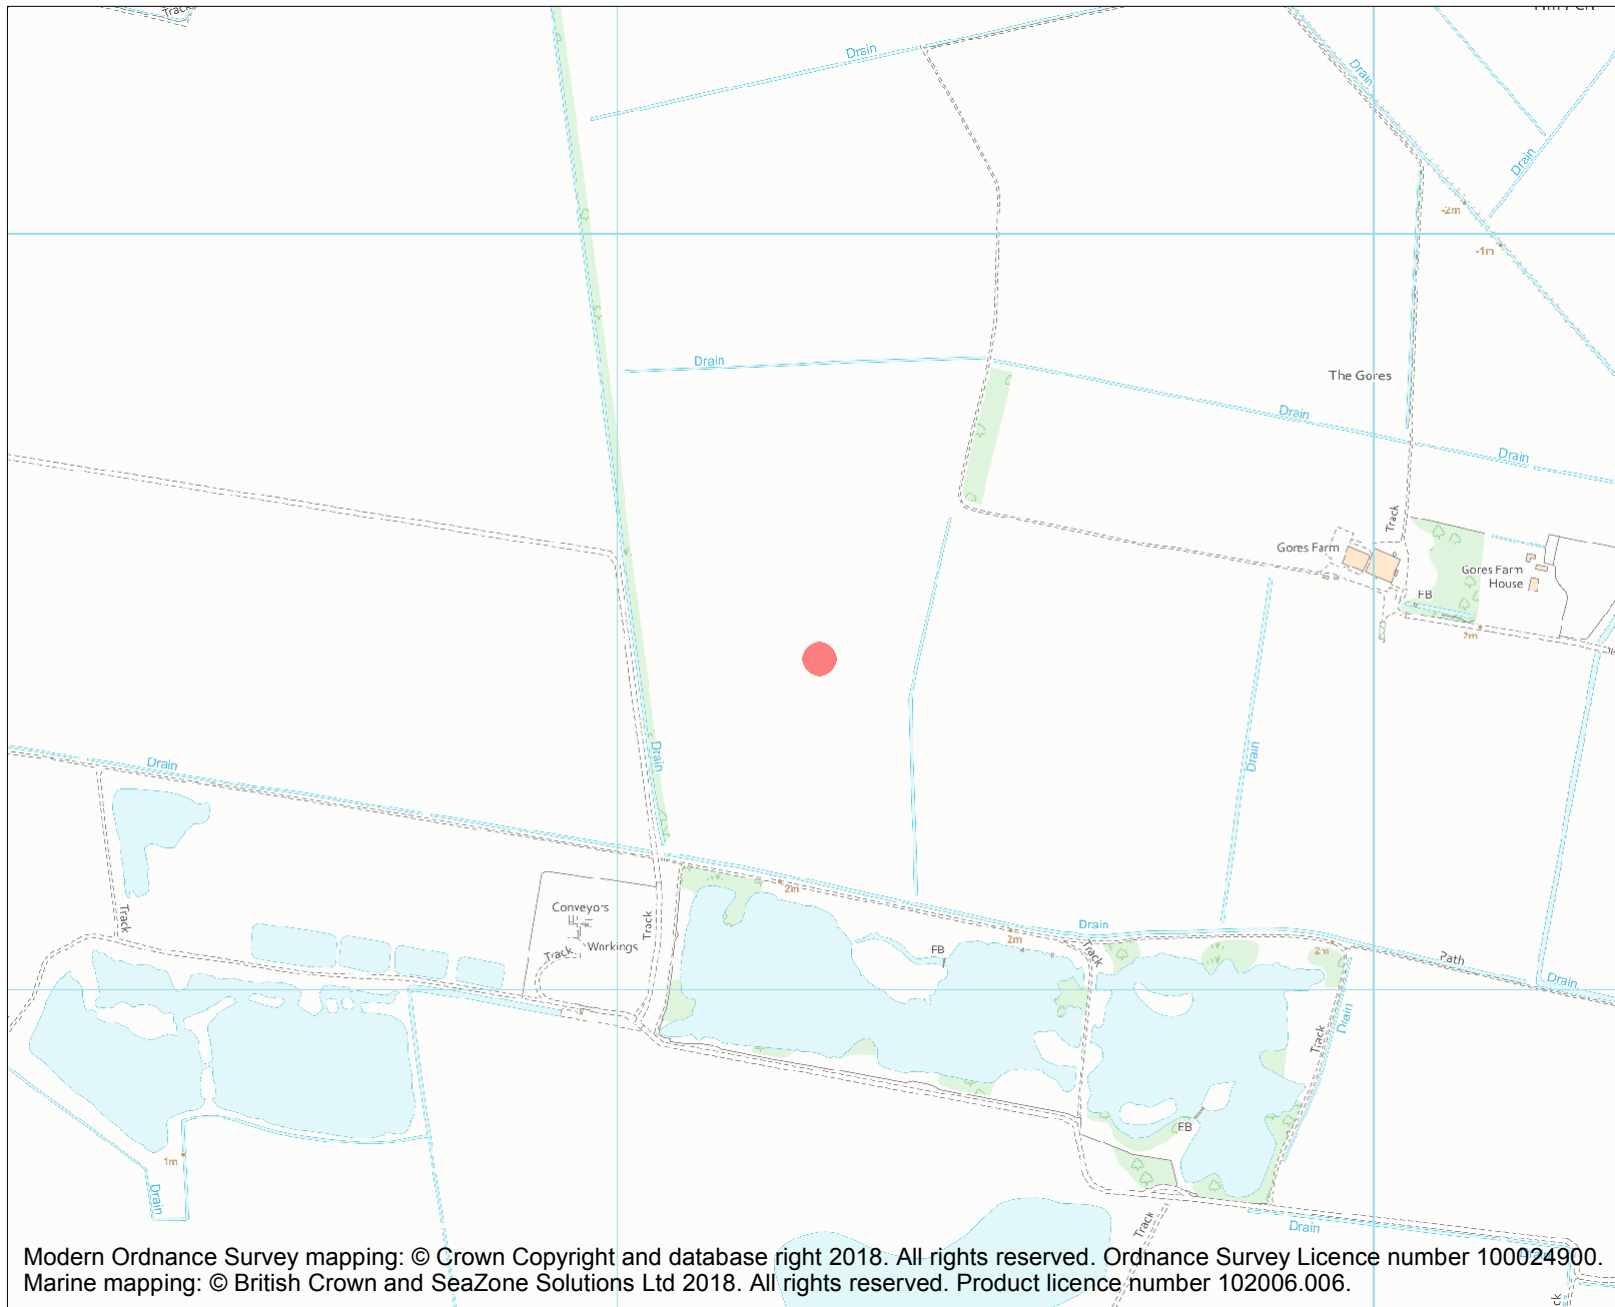 Track
Drain
Drain
Drain
-2m
-1m
Drain
The Gores
Drain
Drain
Track
Gores Farm
Gores Farm
House
FB
2m
Drain
Drain
Drain
2m
Conveyors
Track
Track
Workings
Track
Drain
FB
2m
Track
2m
Path
Drain
Drain
Track
FB
1m
Drain
Track
Drain
Drain
Modern Ordnance Survey mapping: © Crown Copyright and database right 2018. All rights reserved. Ordnance Survey Licence number 100024900.
Marine mapping: © British Crown and SeaZone Solutions Ltd 2018. All rights reserved. Product licence number 102006.006.